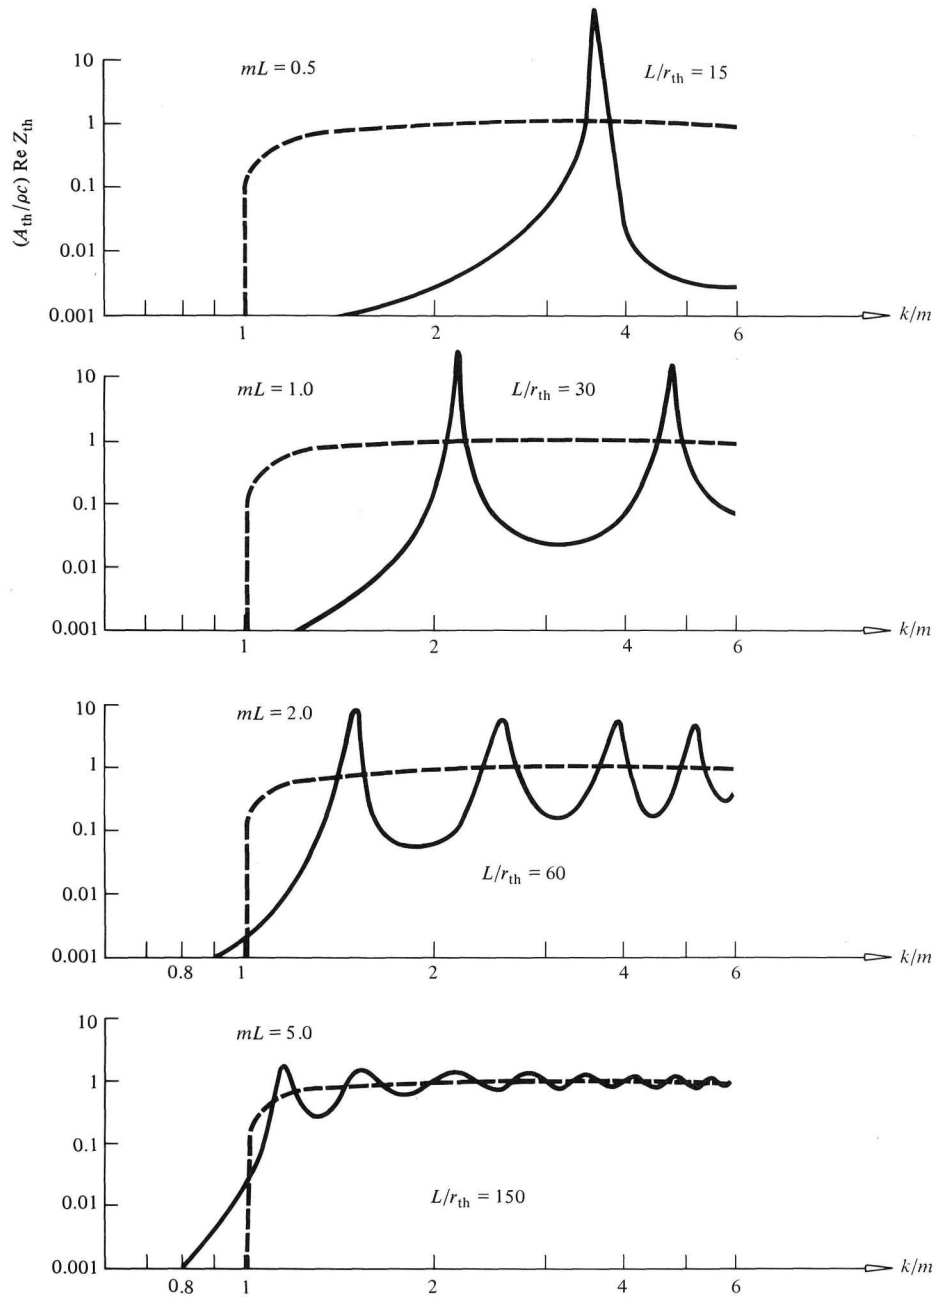 (A_th/ρc) Re Z_th
10
1
0.1
0.01
0.001
mL = 0.5
L/r_th = 15
1
2
4
6
k/m
10
1
0.1
0.01
0.001
mL = 1.0
L/r_th = 30
1
2
4
6
k/m
10
1
0.1
0.01
0.001
mL = 2.0
L/r_th = 60
0.8
1
2
4
6
k/m
10
1
0.1
0.01
0.001
mL = 5.0
L/r_th = 150
0.8
1
2
4
6
k/m